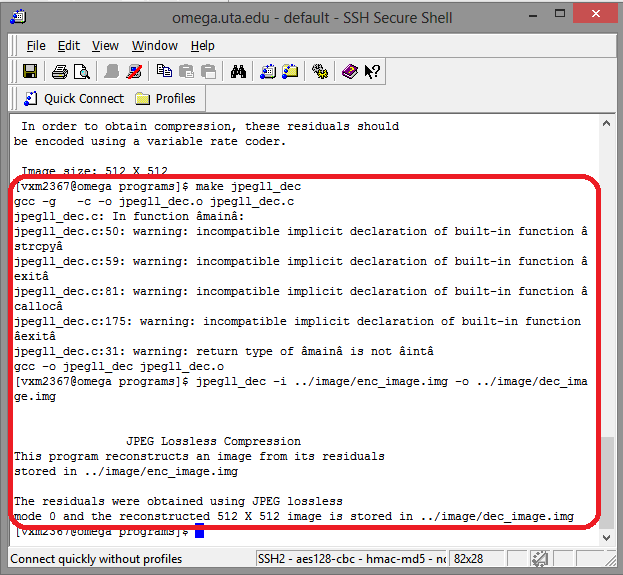 omega.uta.edu - default - SSH Secure Shell
File Edit View Window Help
Quick Connect Profiles
In order to obtain compression, these residuals should
be encoded using a variable rate coder.
Image size: 512 X 512
[vxm2367@omega programs]$ make jpegll_dec
gcc -g   -c -o jpegll_dec.o jpegll_dec.c
jpegll_dec.c: In function âmainâ:
jpegll_dec.c:50: warning: incompatible implicit declaration of built-in function â
strcpyâ
jpegll_dec.c:59: warning: incompatible implicit declaration of built-in function â
exitâ
jpegll_dec.c:81: warning: incompatible implicit declaration of built-in function â
callocâ
jpegll_dec.c:175: warning: incompatible implicit declaration of built-in function
âexitâ
jpegll_dec.c:31: warning: return type of âmainâ is not âintâ
gcc -o jpegll_dec jpegll_dec.o
[vxm2367@omega programs]$ jpegll_dec -i ../image/enc_image.img -o ../image/dec_ima
ge.img
JPEG Lossless Compression
This program reconstructs an image from its residuals
stored in ../image/enc_image.img
The residuals were obtained using JPEG lossless
mode 0 and the reconstructed 512 X 512 image is stored in ../image/dec_image.img
[vxm2367@omega programs]$
Connect quickly without profiles SSH2 - aes128-cbc - hmac-md5 - nc 82x28